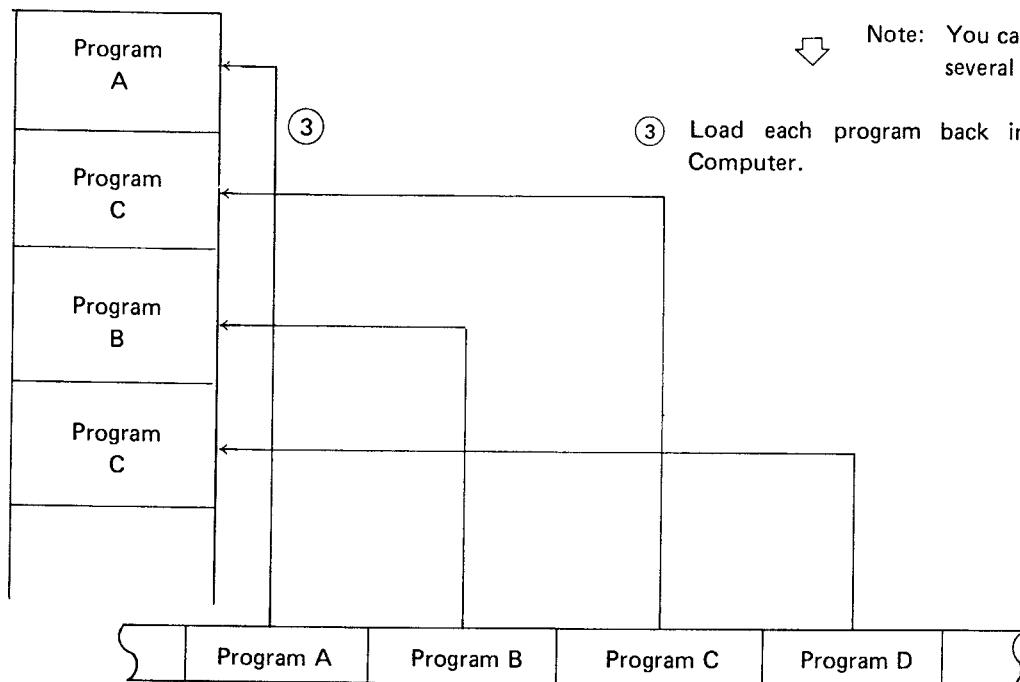 Program
A
Note: You ca
several
③
③ Load each program back in
Computer.
Program
C
Program
B
Program
C
Program A Program B Program C Program D